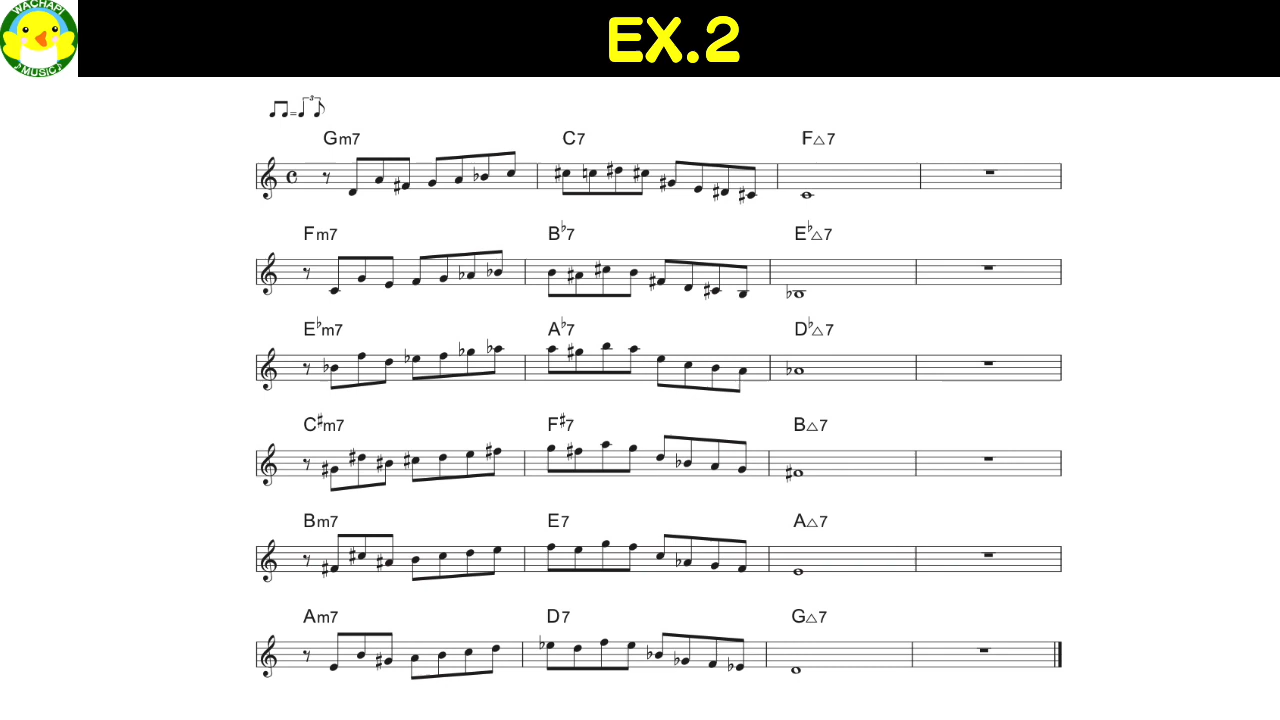 WACHAPI
♪MUSIC♪
EX.2
♫=♩♪ 3
Gm7 C7 F△7
Fm7 B♭7 E♭△7
E♭m7 A♭7 D♭△7
C♯m7 F♯7 B△7
Bm7 E7 A△7
Am7 D7 G△7